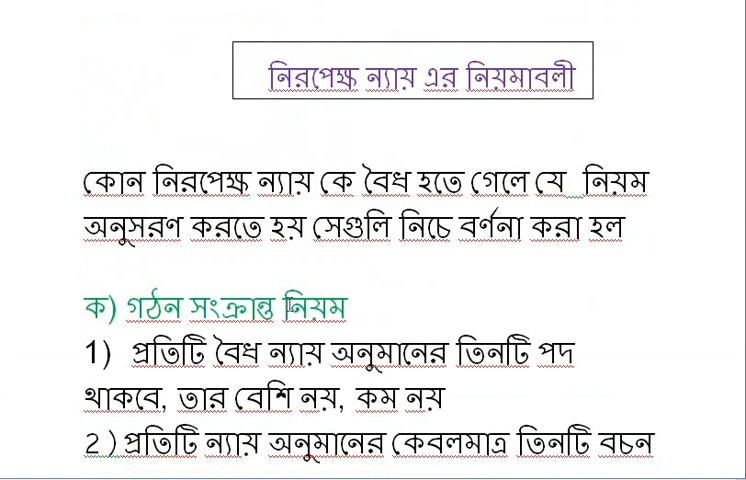 নিরপেক্ষ ন্যায় এর নিয়মাবলী
কোন নিরপেক্ষ ন্যায় কে বৈধ হতে গেলে যে নিয়ম
অনুসরণ করতে হয় সেগুলি নিচে বর্ণনা করা হল
ক) গঠন সংক্রান্ত নিয়ম
1) প্রতিটি বৈধ ন্যায় অনুমানের তিনটি পদ
থাকবে, তার বেশি নয়, কম নয়
2 ) প্রতিটি ন্যায় অনুমানের কেবলমাত্র তিনটি বচন